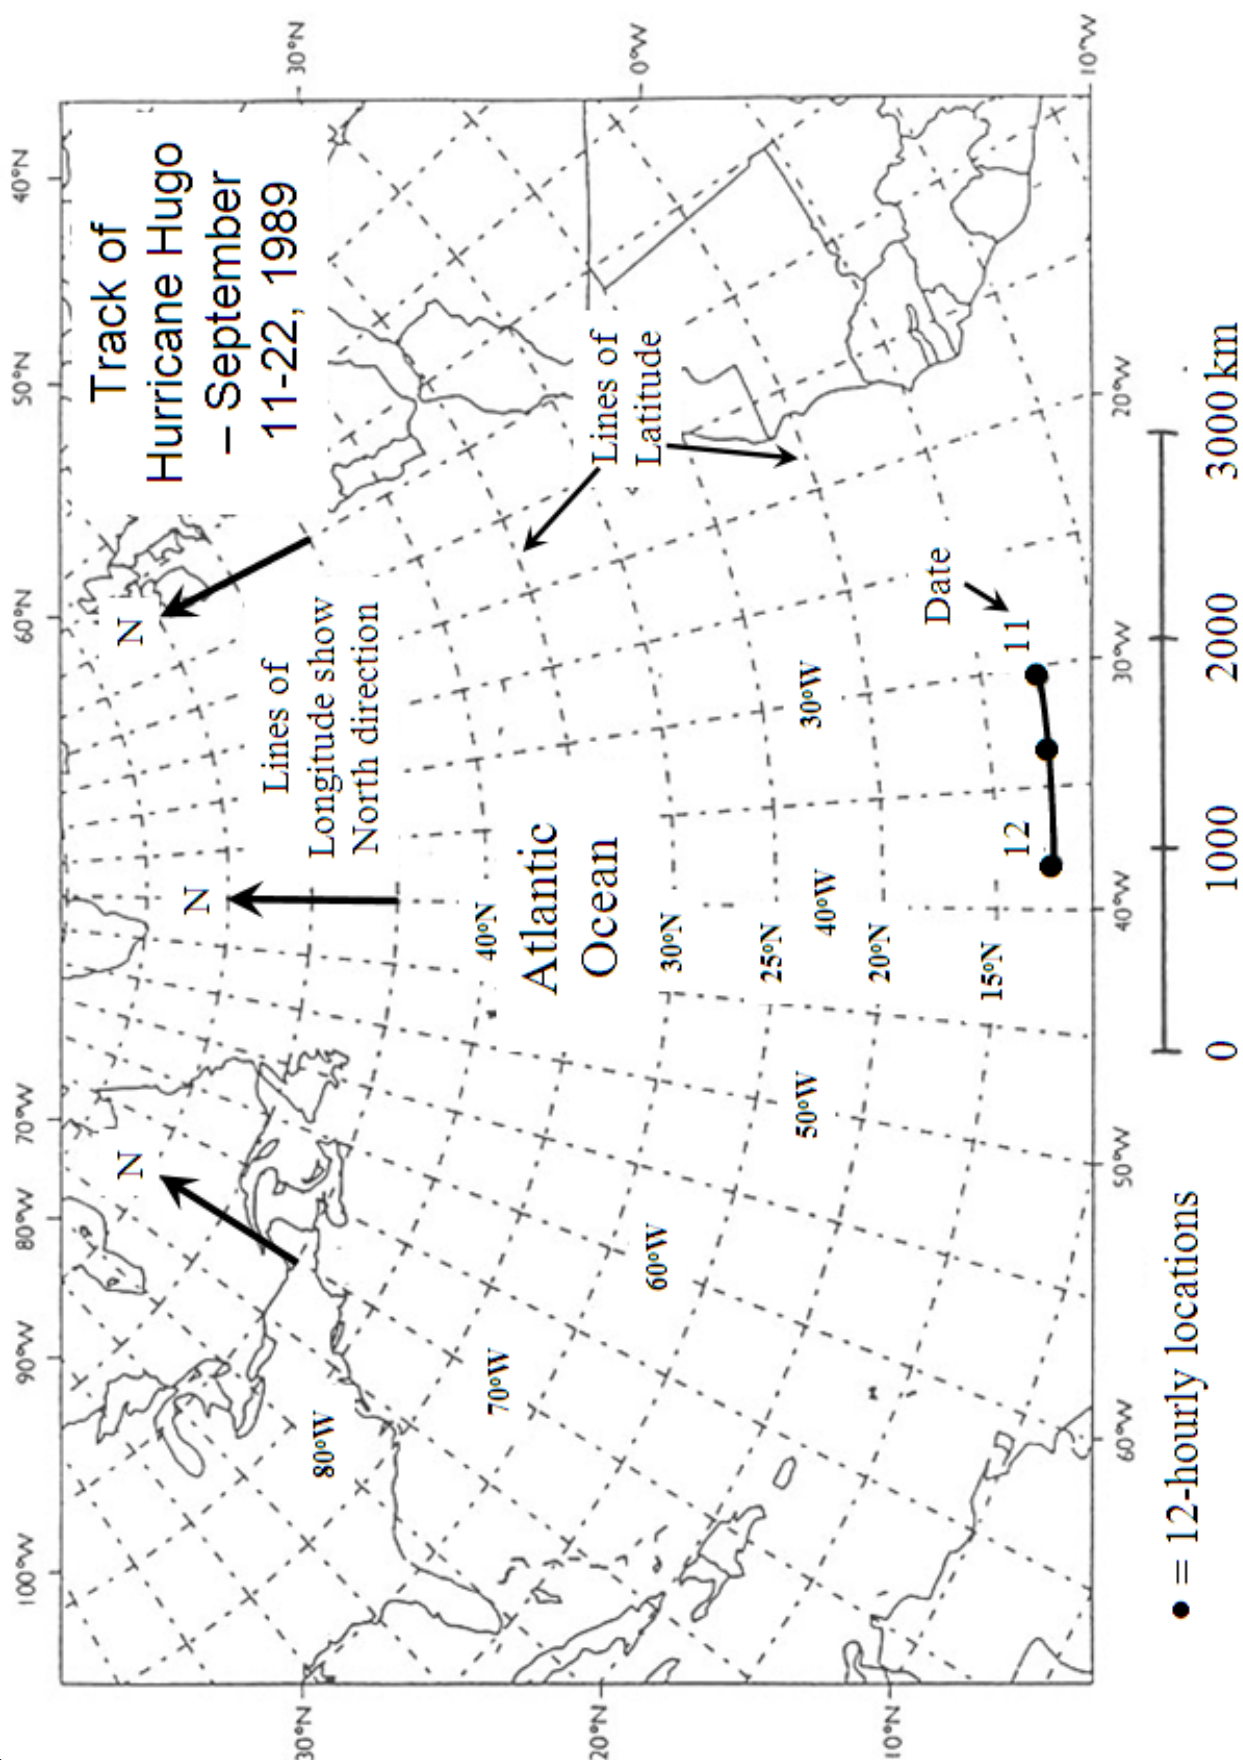 Track of
Hurricane Hugo
– September
11-22, 1989
40°N
50°N
60°N
70°W
80°W
90°W
100°W
30°N
0°W
10°W
N
N
N
Lines of
Longitude show
North direction
Lines of
Latitude
Atlantic
Ocean
40°N
30°N
25°N
20°N
15°N
30°W
40°W
50°W
60°W
70°W
80°W
Date
11
12
30°N
20°N
10°N
60°W
50°W
40°W
30°W
20°W
● = 12-hourly locations
0
1000
2000
3000 km